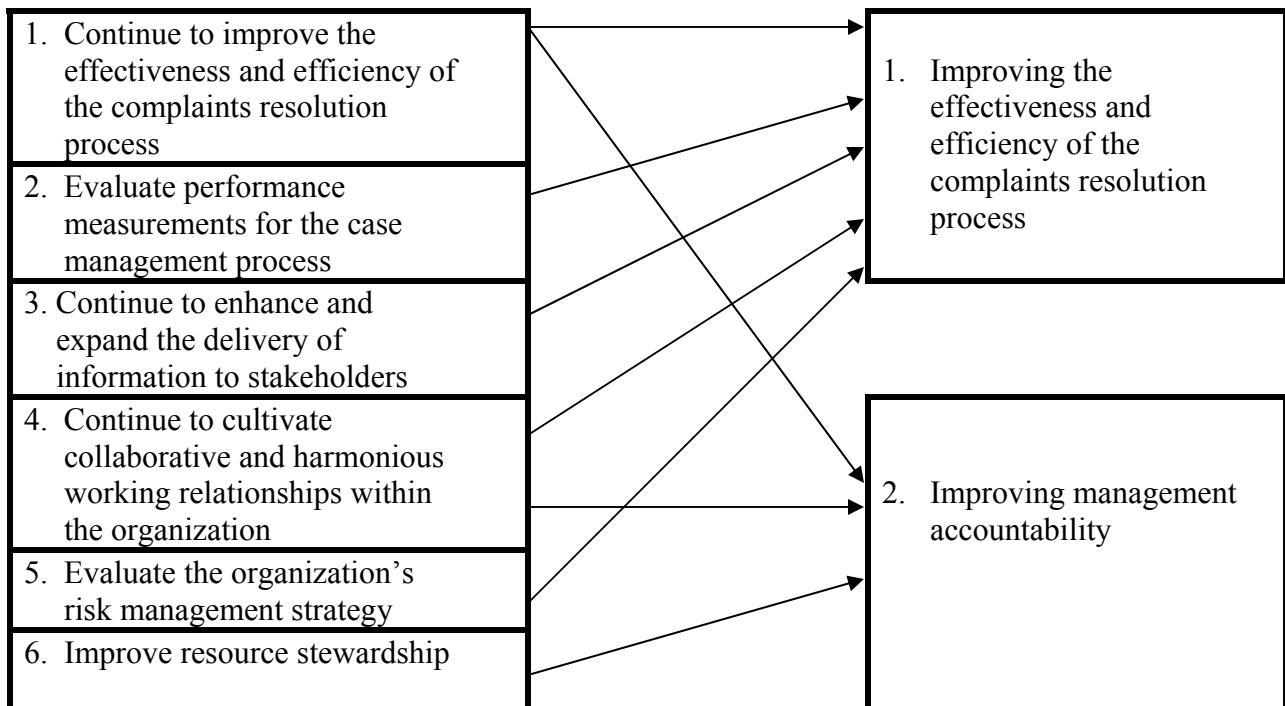 1. Continue to improve the
effectiveness and efficiency of
the complaints resolution
process
2. Evaluate performance
measurements for the case
management process
3. Continue to enhance and
expand the delivery of
information to stakeholders
4. Continue to cultivate
collaborative and harmonious
working relationships within
the organization
5. Evaluate the organization’s
risk management strategy
6. Improve resource stewardship
1. Improving the
effectiveness and
efficiency of the
complaints resolution
process
2. Improving management
accountability